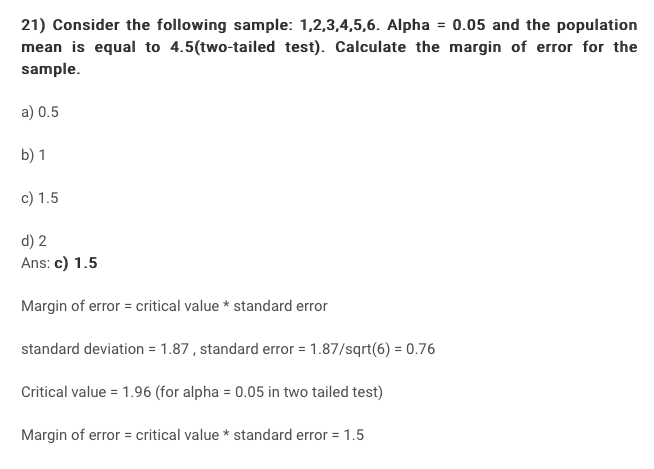 21) Consider the following sample: 1,2,3,4,5,6. Alpha = 0.05 and the population
mean is equal to 4.5(two-tailed test). Calculate the margin of error for the
sample.
a) 0.5
b) 1
c) 1.5
d) 2
Ans: c) 1.5
Margin of error = critical value * standard error
standard deviation = 1.87 , standard error = 1.87/sqrt(6) = 0.76
Critical value = 1.96 (for alpha = 0.05 in two tailed test)
Margin of error = critical value * standard error = 1.5